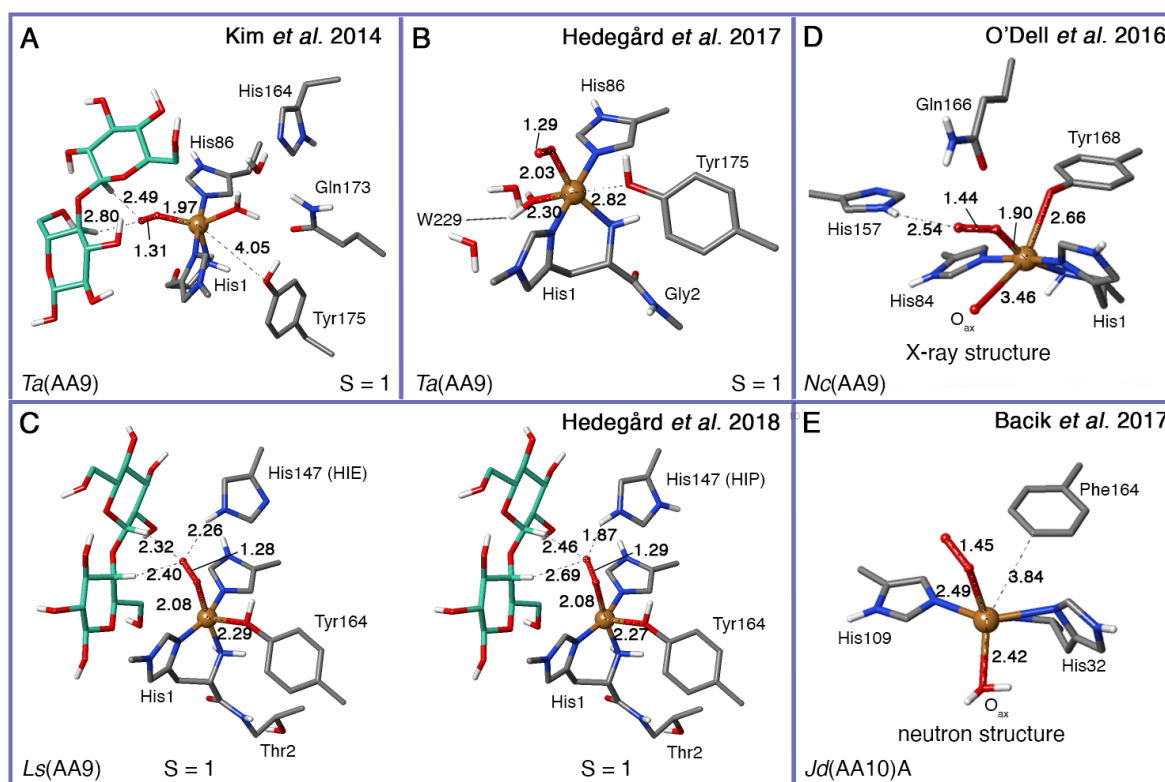 A
Kim et al. 2014
His164
His86
Gln173
2.49
1.97
2.80
1.31
4.05
His1
Tyr175
Ta(AA9)
S = 1
B
Hedegård et al. 2017
His86
1.29
2.03
Tyr175
2.82
W229
2.30
His1
Gly2
Ta(AA9)
S = 1
D
O'Dell et al. 2016
Gln166
Tyr168
1.44
1.90
His157
2.54
2.66
His84
3.46
Oax
His1
X-ray structure
Nc(AA9)
C
Hedegård et al. 2018
His147 (HIE)
2.26
2.32
1.28
2.40
2.08
Tyr164
2.29
His1
Thr2
Ls(AA9)
S = 1
His147 (HIP)
1.87
2.46
1.29
2.69
2.08
Tyr164
2.27
His1
Thr2
S = 1
E
Bacik et al. 2017
Phe164
1.45
3.84
2.49
His109
2.42
His32
Oax
neutron structure
Jd(AA10)A